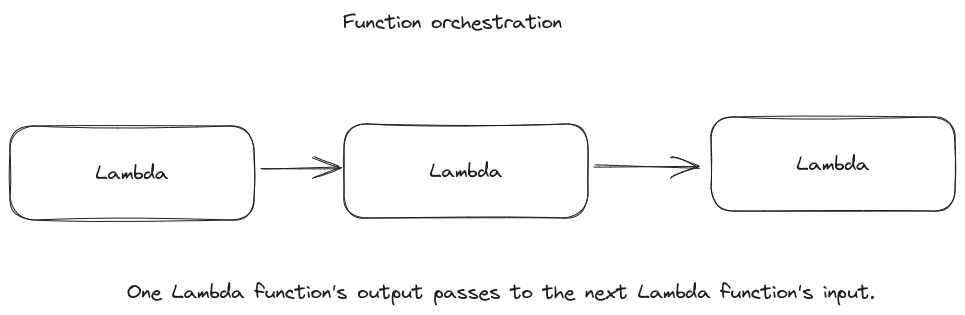 Function orchestration
Lambda
Lambda
Lambda
One Lambda function's output passes to the next Lambda function's input.